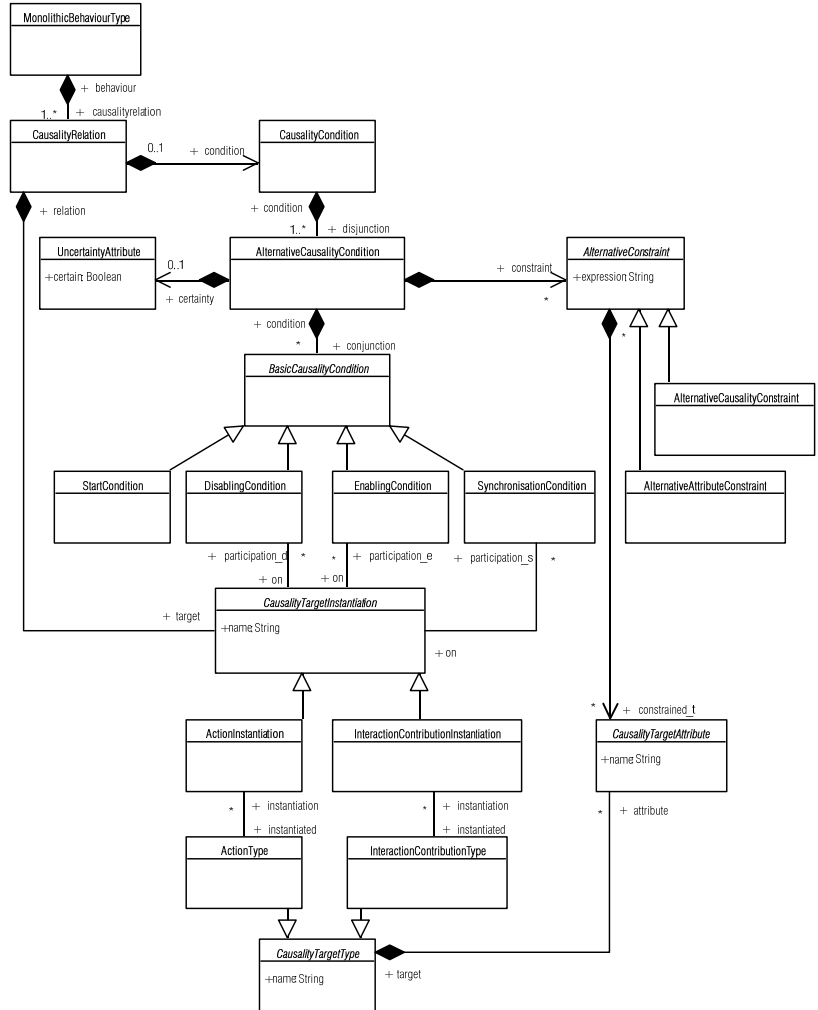 MonolithicBehaviourType
+ behaviour
1..* + causalityrelation
CausalityRelation
0..1
+ condition
CausalityCondition
+ relation
+ condition
1..* + disjunction
UncertaintyAttribute
+certain: Boolean
0..1
+ certainty
AlternativeCausalityCondition
+ constraint
*
AlternativeConstraint
+expression: String
+ condition
* + conjunction
*
BasicCausalityCondition
AlternativeCausalityConstraint
StartCondition
DisablingCondition
EnablingCondition
SynchronisationCondition
AlternativeAttributeConstraint
+ participation_d *
* + participation_e
+ participation_s *
+ on
+ on
CausalityTargetInstantiation
+name: String
+ target
+ on
* + constrained_t
ActionInstantiation
InteractionContributionInstantiation
CausalityTargetAttribute
+name: String
* + instantiation
* + instantiation
* + attribute
+ instantiated
+ instantiated
ActionType
InteractionContributionType
CausalityTargetType
+name: String
+ target